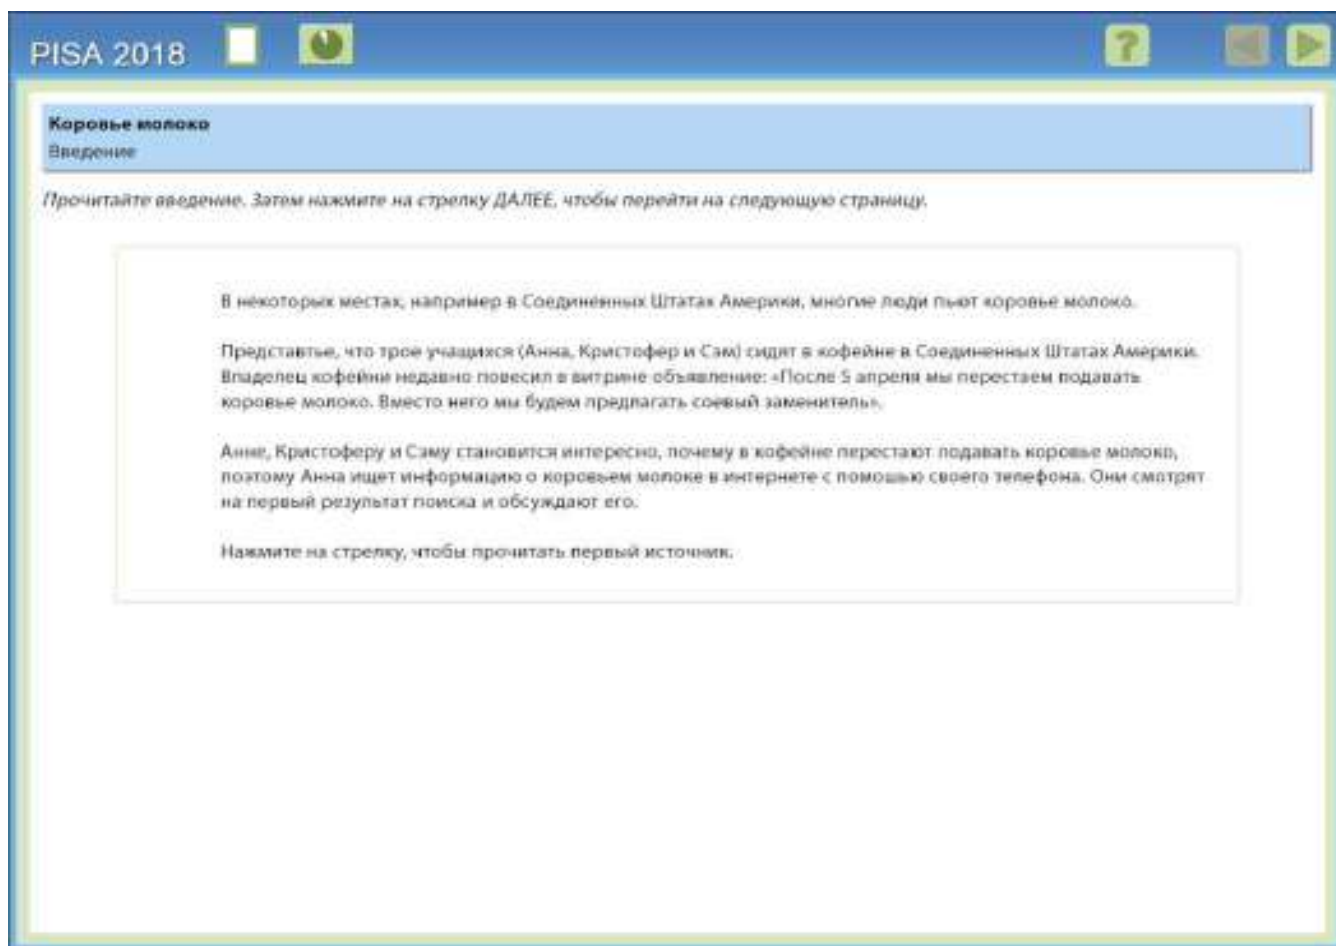 PISA 2018
?
Коровье молоко
Введение
Прочитайте введение. Затем нажмите на стрелку ДАЛЕЕ, чтобы перейти на следующую страницу.
В некоторых местах, например в Соединенных Штатах Америки, многие люди пьют коровье молоко.
Представтье, что трое учащихся (Анна, Кристофер и Сэм) сидят в кофейне в Соединенных Штатах Америки.
Владелец кофейни недавно повесил в витрине объявление: «После 5 апреля мы перестаем подавать
коровье молоко. Вместо него мы будем предлагать соевый заменитель».
Анне, Кристоферу и Сэму становится интересно, почему в кофейне перестают подавать коровье молоко,
поэтому Анна ищет информацию о коровьем молоке в интернете с помошью своего телефона. Они смотрят
на первый результат поиска и обсуждают его.
Нажмите на стрелку, чтобы прочитать первый источник.